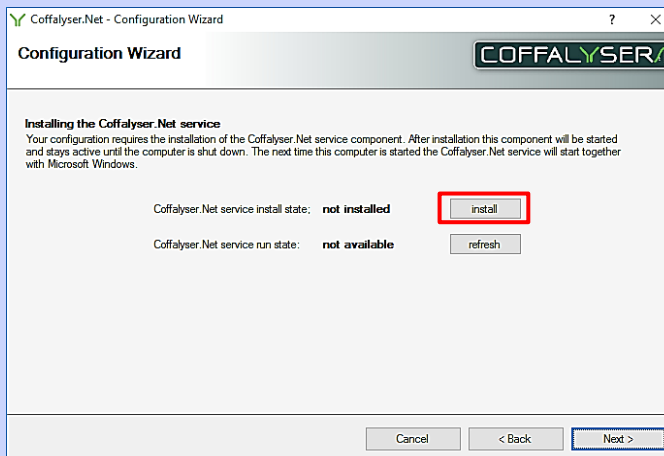 Coffalyser.Net - Configuration Wizard
?
Configuration Wizard
COFFALYSER
Installing the Coffalyser.Net service
Your configuration requires the installation of the Coffalyser.Net service component. After installation this component will be started
and stays active until the computer is shut down. The next time this computer is started the Coffalyser.Net service will start together
with Microsoft Windows.
Coffalyser.Net service install state; not installed install
Coffalyser.Net service run state: not available refresh
Cancel < Back Next >